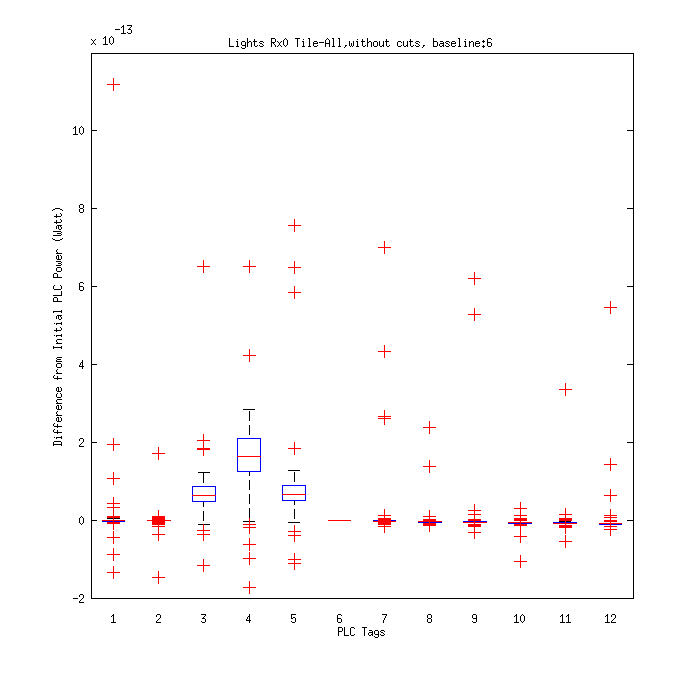 x 10^-13
Lights Rx0 Tile-All,without cuts, baseline:6
10
8
6
4
2
0
-2
Difference from Initial PLC Power (Watt)
1 2 3 4 5 6 7 8 9 10 11 12
PLC Tags